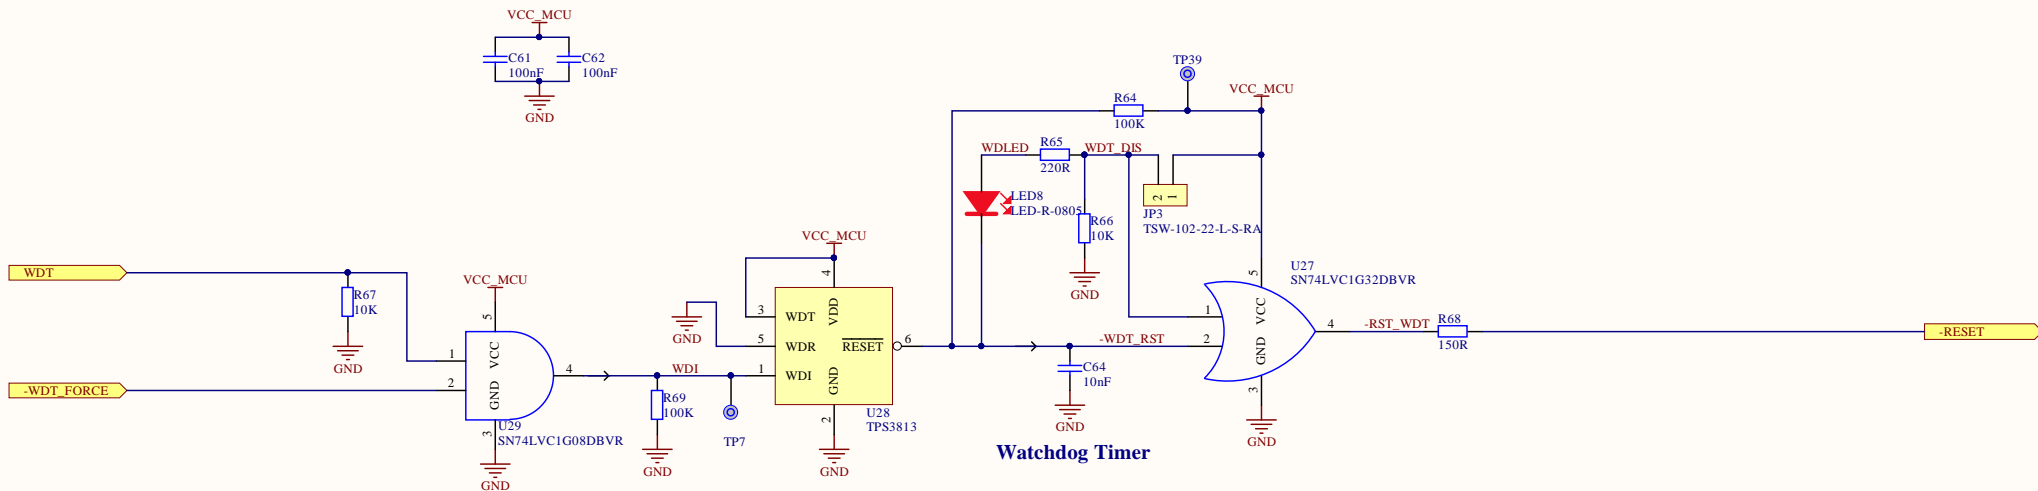 VCC_MCU
C61
100nF
C62
100nF
GND
TP39
VCC_MCU
R64
100K
WDLED
R65
220R
WDT_DIS
LED8
LED-R-0805
R66
10K
GND
2
1
JP3
TSW-102-22-L-S-RA
WDT
R67
10K
GND
-WDT_FORCE
VCC_MCU
5
VCC
1
2
4
GND
3
U29
SN74LVC1G08DBVR
GND
WDI
R69
100K
GND
TP7
VCC_MCU
4
VDD
3
WDT
GND
5
WDR
RESET
6
1
WDI
GND
2
U28
TPS3813
GND
-WDT_RST
C64
10nF
GND
U27
SN74LVC1G32DBVR
5
VCC
1
2
4
GND
3
GND
-RST_WDT
R68
150R
-RESET
Watchdog Timer